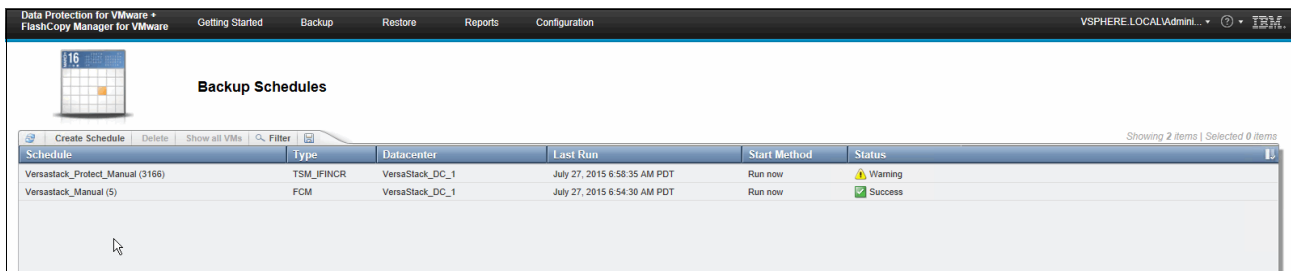 Data Protection for VMware +
FlashCopy Manager for VMware
Getting Started Backup Restore Reports Configuration VSPHERE.LOCAL\Admini... ? IBM.
16
Backup Schedules
Create Schedule Delete Show all VMs Filter Showing 2 items | Selected 0 items
Schedule Type Datacenter Last Run Start Method Status
Versastack_Protect_Manual (3166) TSM_IFINCR VersaStack_DC_1 July 27, 2015 6:58:35 AM PDT Run now Warning
Versastack_Manual (5) FCM VersaStack_DC_1 July 27, 2015 6:54:30 AM PDT Run now Success